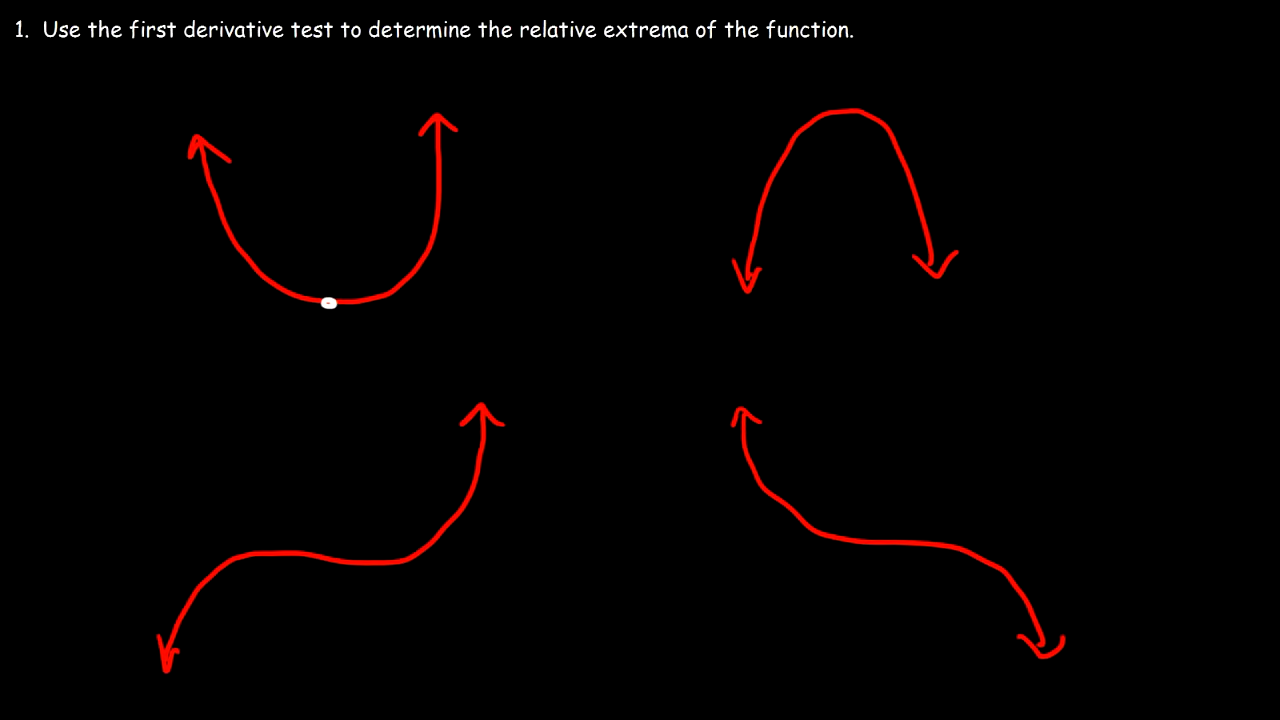 1. Use the first derivative test to determine the relative extrema of the function.